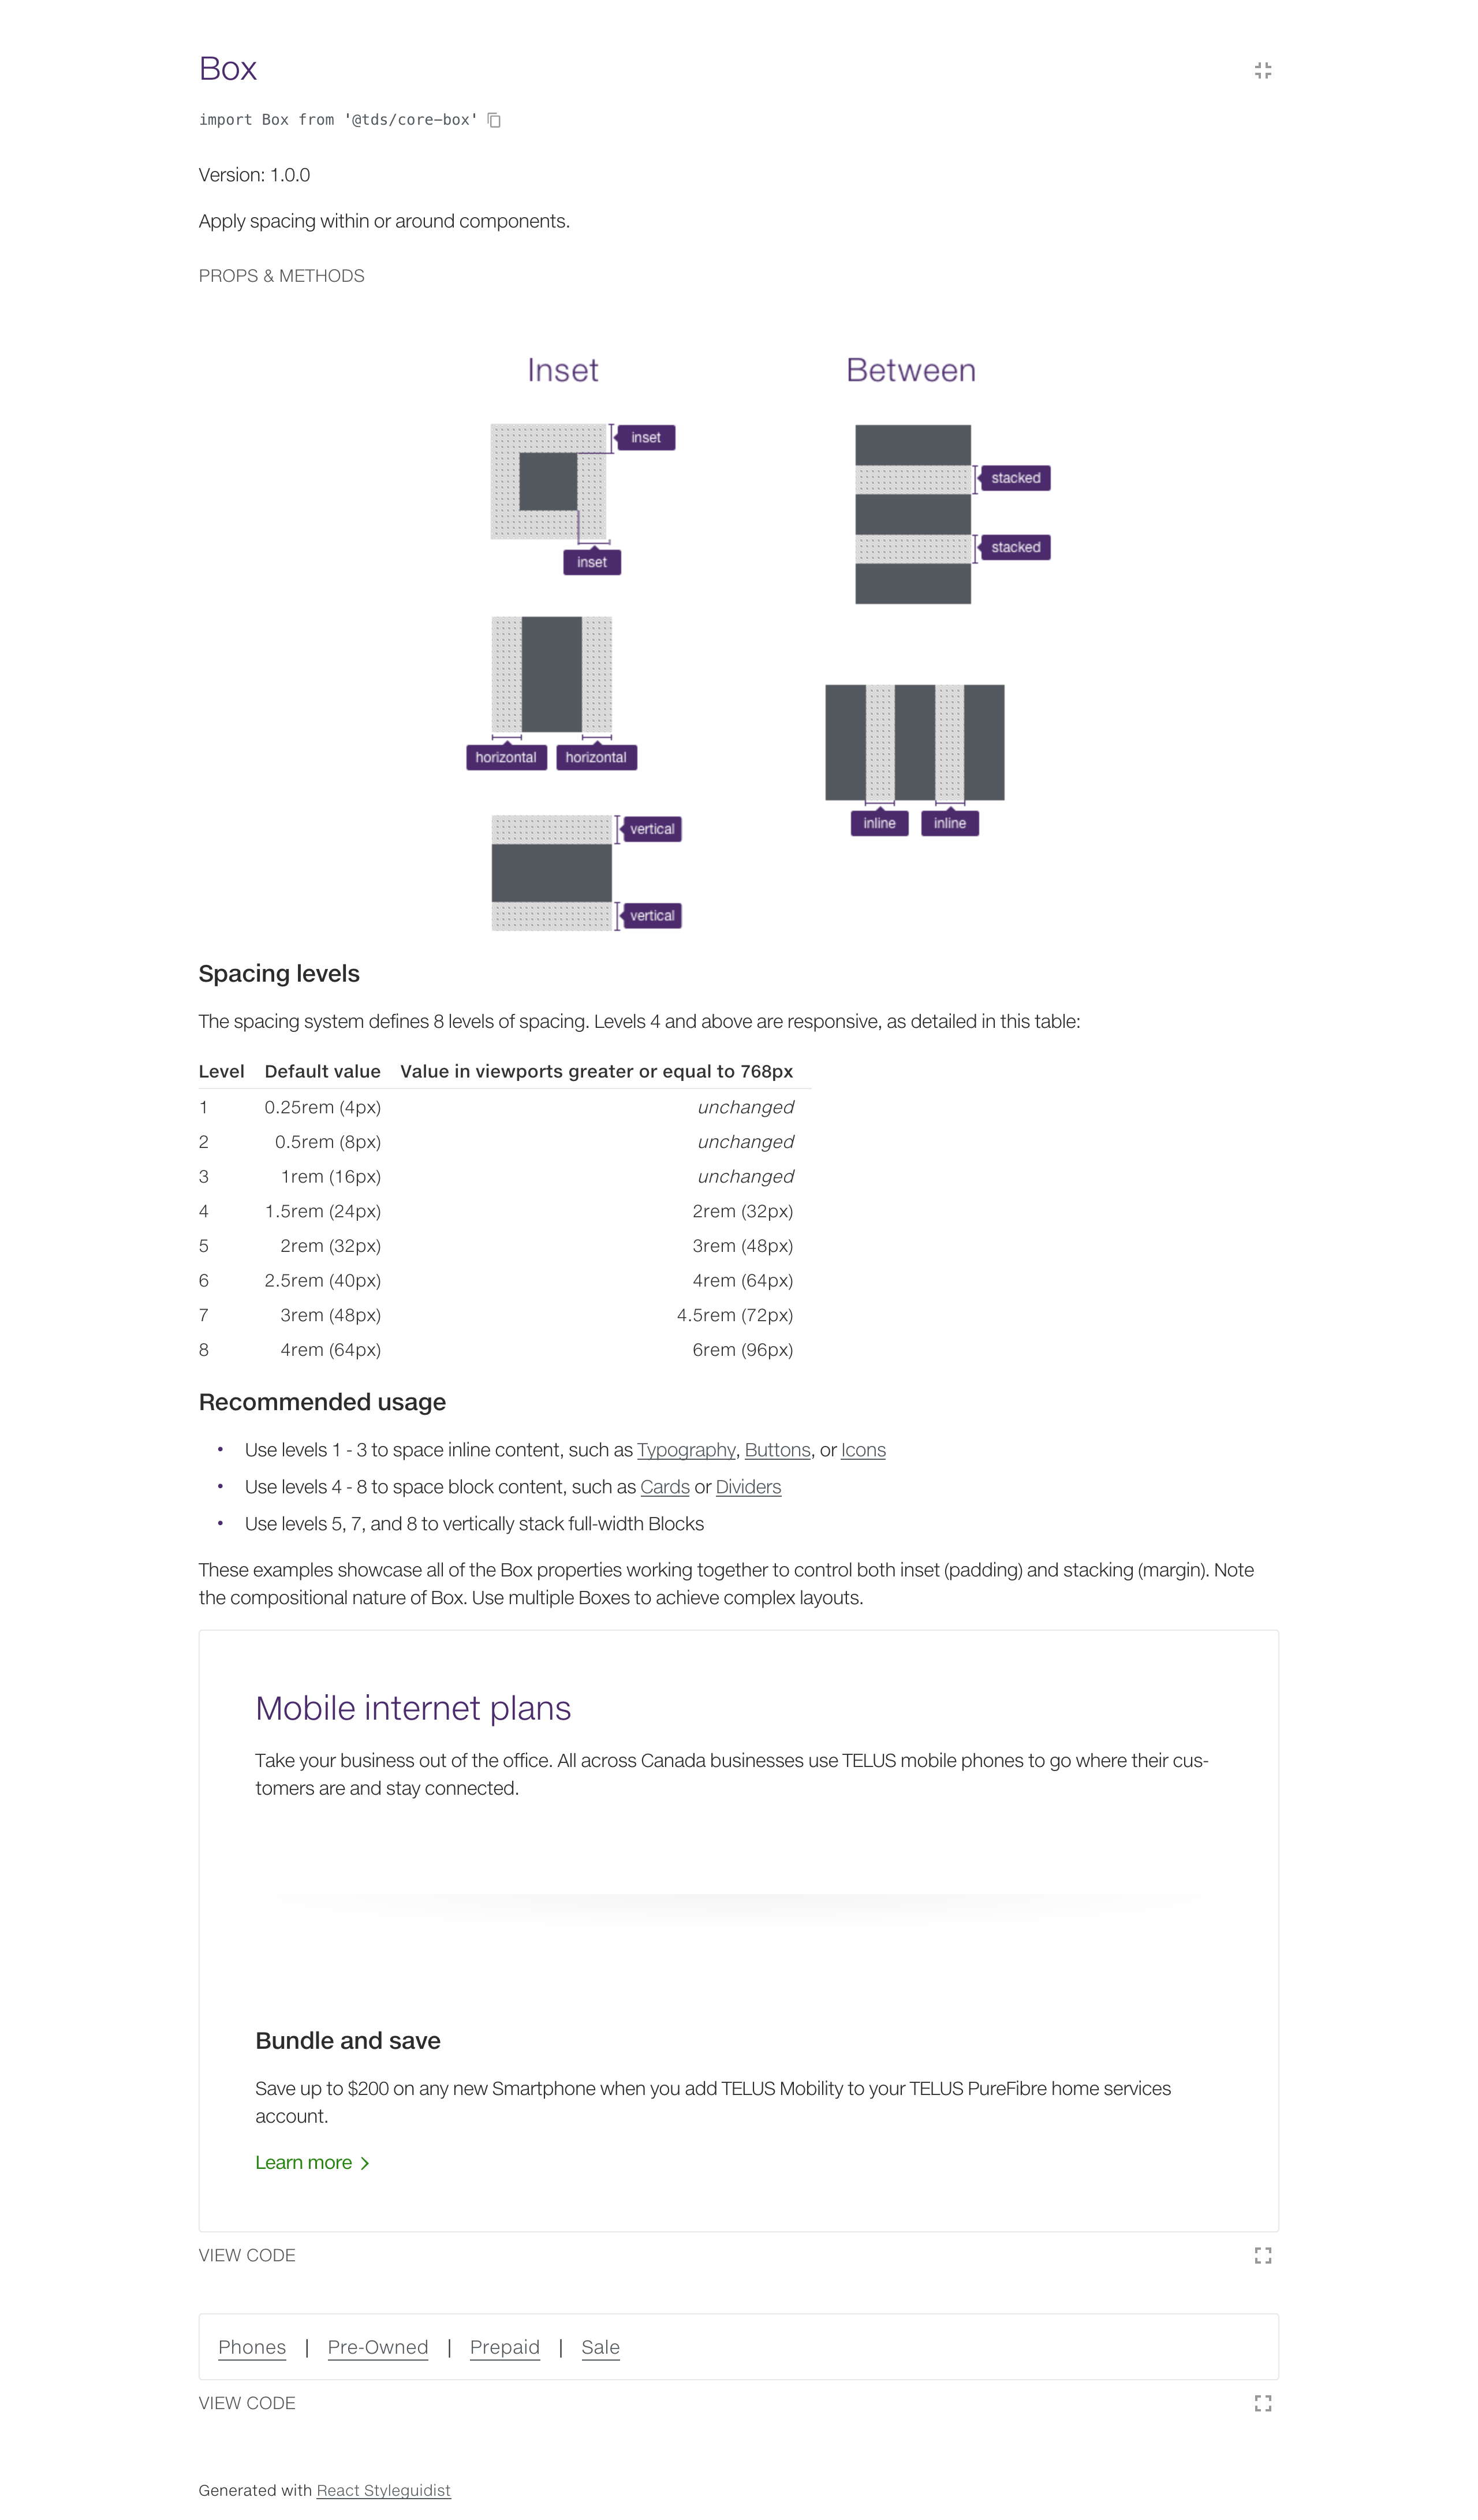 Box
import Box from '@tds/core-box'
Version: 1.0.0
Apply spacing within or around components.
PROPS & METHODS
Inset
inset
inset
horizontal
horizontal
vertical
vertical
Between
stacked
stacked
inline
inline
Spacing levels
The spacing system defines 8 levels of spacing. Levels 4 and above are responsive, as detailed in this table:
Level Default value Value in viewports greater or equal to 768px
1 0.25rem (4px) unchanged
2 0.5rem (8px) unchanged
3 1rem (16px) unchanged
4 1.5rem (24px) 2rem (32px)
5 2rem (32px) 3rem (48px)
6 2.5rem (40px) 4rem (64px)
7 3rem (48px) 4.5rem (72px)
8 4rem (64px) 6rem (96px)
Recommended usage
• Use levels 1 - 3 to space inline content, such as Typography, Buttons, or Icons
• Use levels 4 - 8 to space block content, such as Cards or Dividers
• Use levels 5, 7, and 8 to vertically stack full-width Blocks
These examples showcase all of the Box properties working together to control both inset (padding) and stacking (margin). Note
the compositional nature of Box. Use multiple Boxes to achieve complex layouts.
Mobile internet plans
Take your business out of the office. All across Canada businesses use TELUS mobile phones to go where their cus-
tomers are and stay connected.
Bundle and save
Save up to $200 on any new Smartphone when you add TELUS Mobility to your TELUS PureFibre home services
account.
Learn more
VIEW CODE
Phones | Pre-Owned | Prepaid | Sale
VIEW CODE
Generated with React Styleguidist